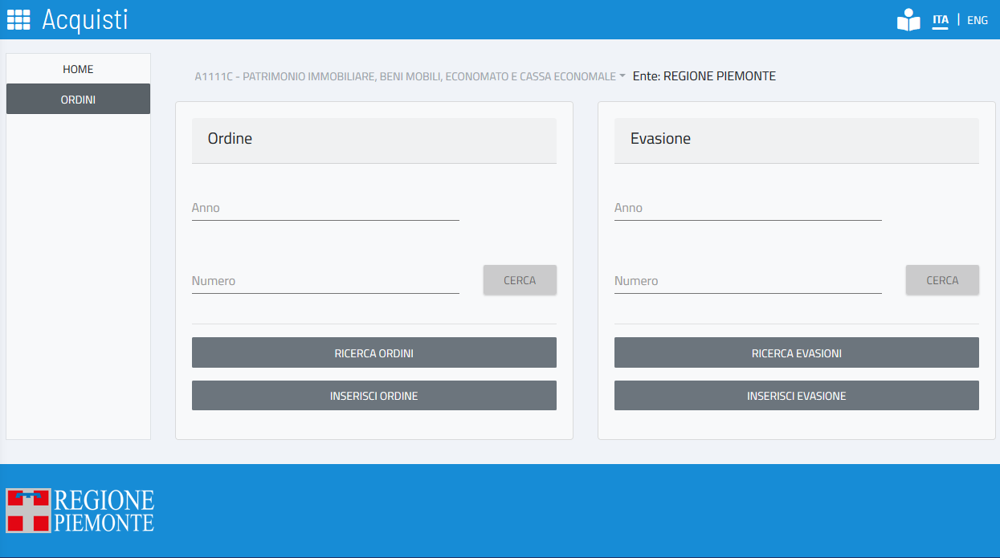 Acquisti
ITA | ENG
HOME
ORDINI
A1111C - PATRIMONIO IMMOBILIARE, BENI MOBILI, ECONOMATO E CASSA ECONOMALE Ente: REGIONE PIEMONTE
Ordine
Anno
Numero
CERCA
RICERCA ORDINI
INSERISCI ORDINE
Evasione
Anno
Numero
CERCA
RICERCA EVASIONI
INSERISCI EVASIONE
REGIONE
PIEMONTE